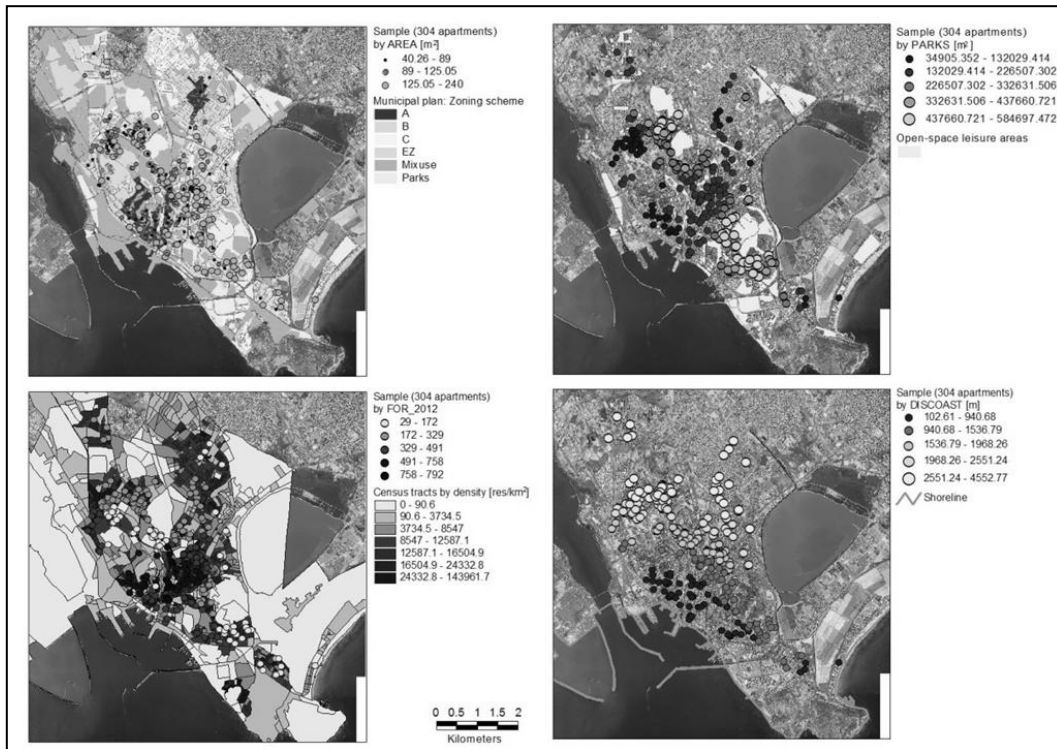 Sample (304 apartments)
by AREA [m²]
40.26 - 89
89 - 125.05
125.05 - 240
Municipal plan: Zoning scheme
A
B
C
EZ
Mixuse
Parks
Sample (304 apartments)
by PARKS [m²]
34905.352 - 132029.414
132029.414 - 226507.302
226507.302 - 332631.506
332631.506 - 437660.721
437660.721 - 584697.472
Open-space leisure areas
Sample (304 apartments)
by FOR_2012
29 - 172
172 - 329
329 - 491
491 - 758
758 - 792
Census tracts by density [res/km²]
0 - 90.6
90.6 - 3734.5
3734.5 - 8547
8547 - 12587.1
12587.1 - 16504.9
16504.9 - 24332.8
24332.8 - 143961.7
0 0.5 1 1.5 2
Kilometers
Sample (304 apartments)
by DISCOAST [m]
102.61 - 940.68
940.68 - 1536.79
1536.79 - 1968.26
1968.26 - 2551.24
2551.24 - 4552.77
Shoreline